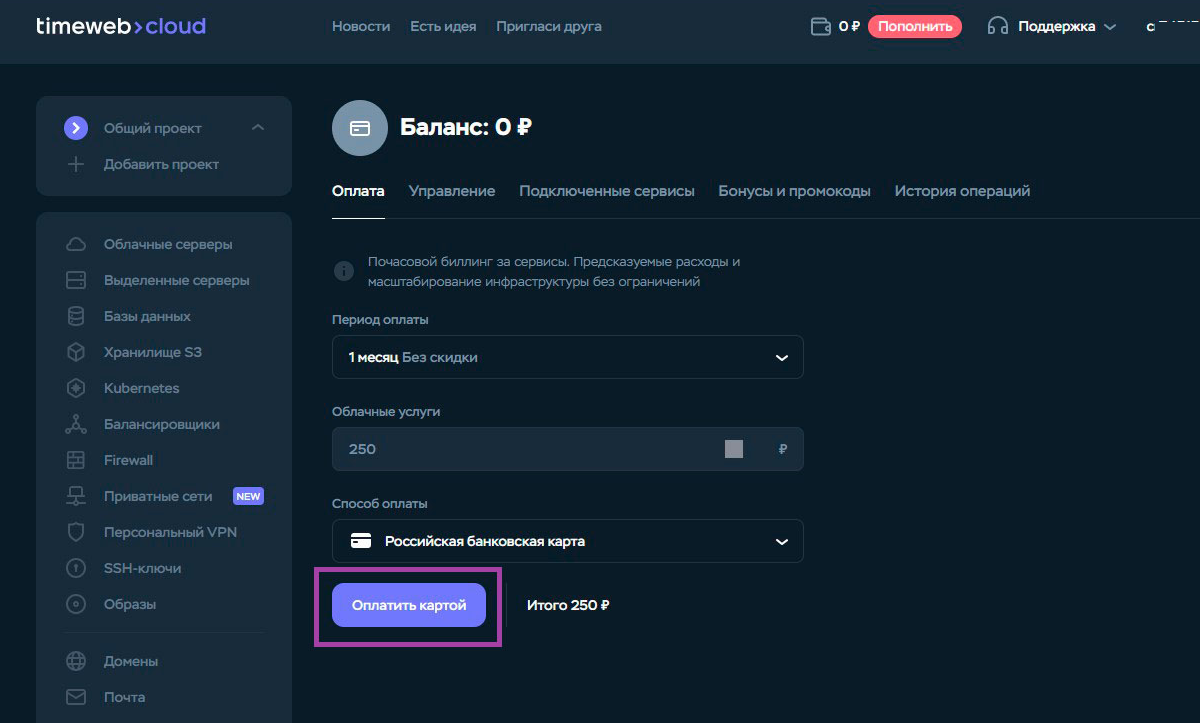 timeweb>cloud
Новости Есть идея Пригласи друга
0 ₽ Пополнить Поддержка
Общий проект
Добавить проект
Облачные серверы
Выделенные серверы
Базы данных
Хранилище S3
Kubernetes
Балансировщики
Firewall
Приватные сети NEW
Персональный VPN
SSH-ключи
Образы
Домены
Почта
Баланс: 0 ₽
Оплата Управление Подключенные сервисы Бонусы и промокоды История операций
Почасовой биллинг за сервисы. Предсказуемые расходы и
масштабирование инфраструктуры без ограничений
Период оплаты
1 месяц Без скидки
Облачные услуги
250 ₽
Способ оплаты
Российская банковская карта
Оплатить картой Итого 250 ₽